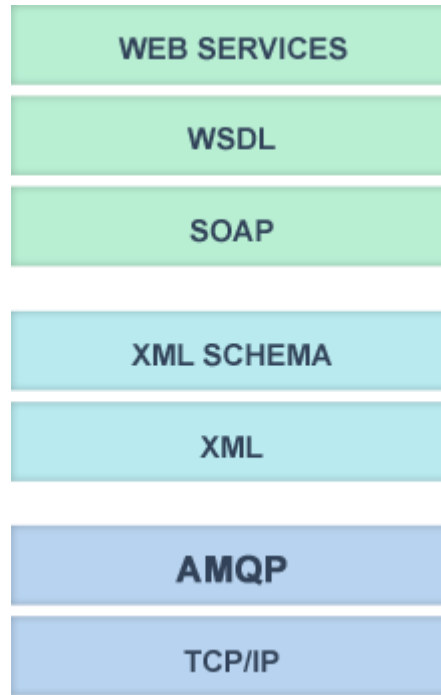 WEB SERVICES
WSDL
SOAP
XML SCHEMA
XML
AMQP
TCP/IP